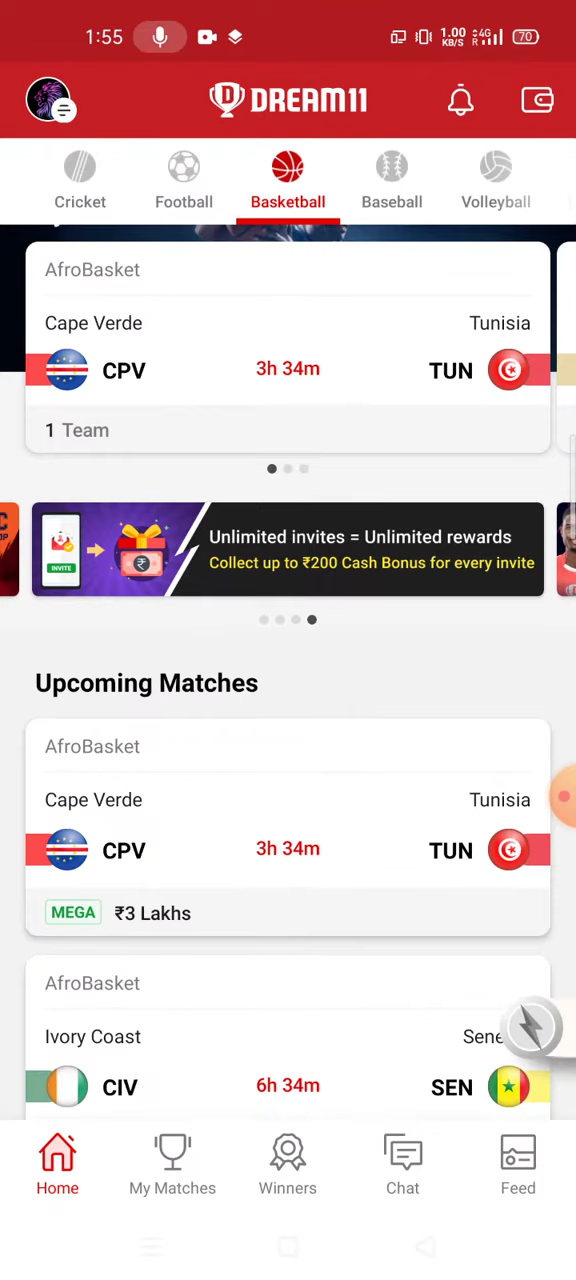 1:55
1.00 KB/S 4G R 70
DREAM11
Cricket Football Basketball Baseball Volleyball
AfroBasket
Cape Verde Tunisia
CPV 3h 34m TUN
1 Team
INVITE
Unlimited invites = Unlimited rewards
Collect up to ₹200 Cash Bonus for every invite
Upcoming Matches
AfroBasket
Cape Verde Tunisia
CPV 3h 34m TUN
MEGA ₹3 Lakhs
AfroBasket
Ivory Coast Sene
CIV 6h 34m SEN
Home My Matches Winners Chat Feed